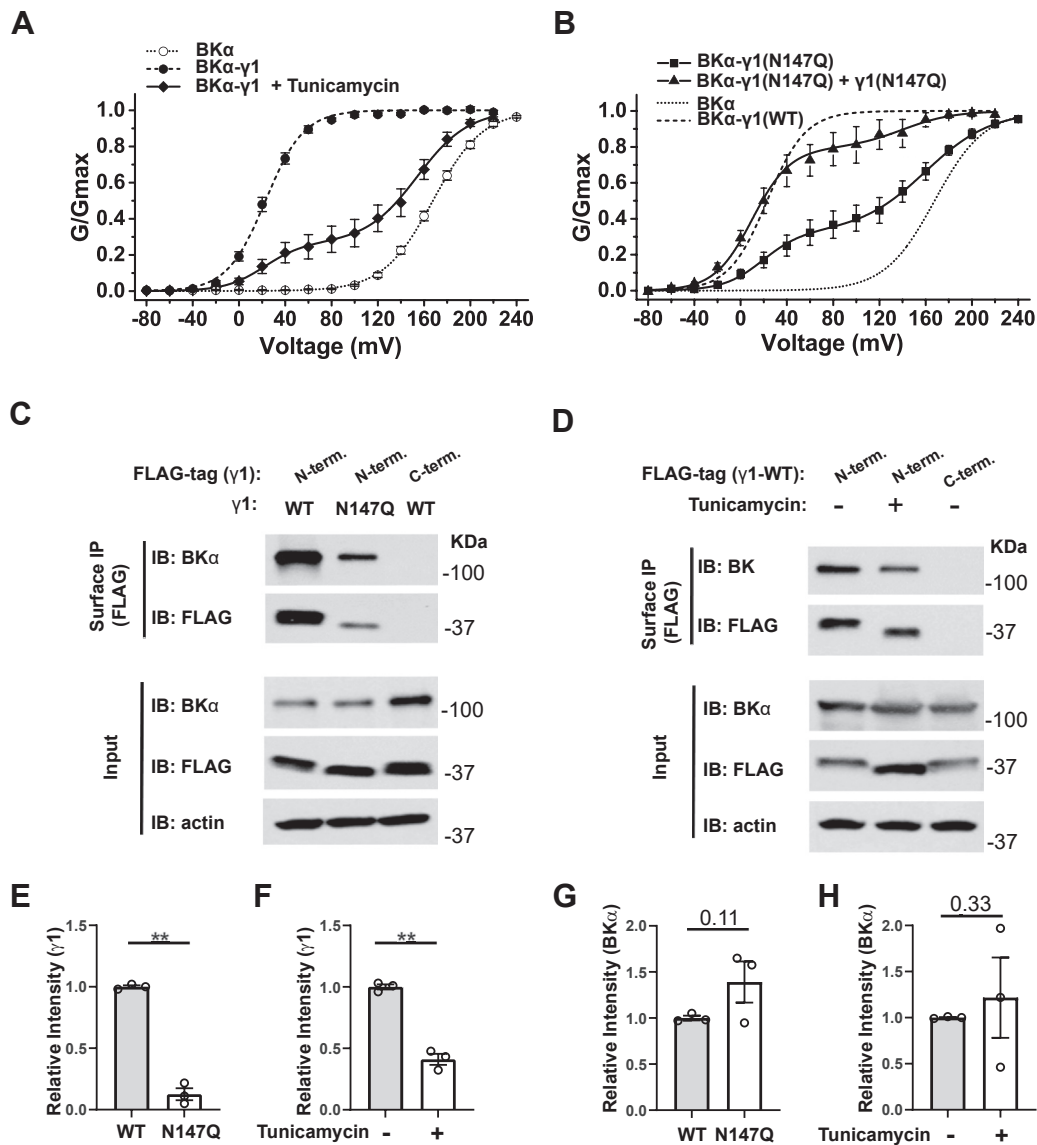 A
BKα
BKα-γ1
BKα-γ1 + Tunicamycin
G/Gmax
1.0
0.8
0.6
0.4
0.2
0.0
-80 -40 0 40 80 120 160 200 240
Voltage (mV)
B
BKα-γ1(N147Q)
BKα-γ1(N147Q) + γ1(N147Q)
BKα
BKα-γ1(WT)
G/Gmax
1.0
0.8
0.6
0.4
0.2
0.0
-80 -40 0 40 80 120 160 200 240
Voltage (mV)
C
FLAG-tag (γ1): N-term. N-term. C-term.
γ1: WT N147Q WT
KDa
Surface IP
(FLAG)
IB: BKα -100
IB: FLAG -37
Input
IB: BKα -100
IB: FLAG -37
IB: actin -37
D
FLAG-tag (γ1-WT): N-term. N-term. C-term.
Tunicamycin: - + -
KDa
Surface IP
(FLAG)
IB: BK -100
IB: FLAG -37
Input
IB: BKα -100
IB: FLAG -37
IB: actin -37
E
Relative Intensity (γ1)
1.5
1.0
0.5
0.0
**
WT N147Q
F
Relative Intensity (γ1)
1.5
1.0
0.5
0.0
**
Tunicamycin - +
G
Relative Intensity (BKα)
2.0
1.5
1.0
0.5
0.0
0.11
WT N147Q
H
Relative Intensity (BKα)
2.0
1.5
1.0
0.5
0.0
0.33
Tunicamycin - +